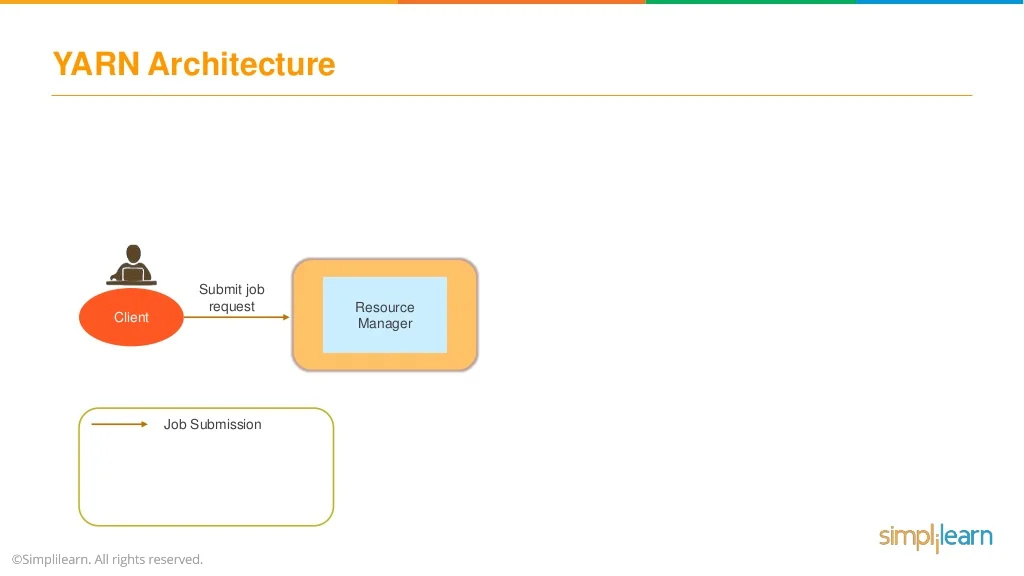 YARN Architecture
Submit job
request
Client
Resource
Manager
Job Submission
simplilearn
©Simplilearn. All rights reserved.